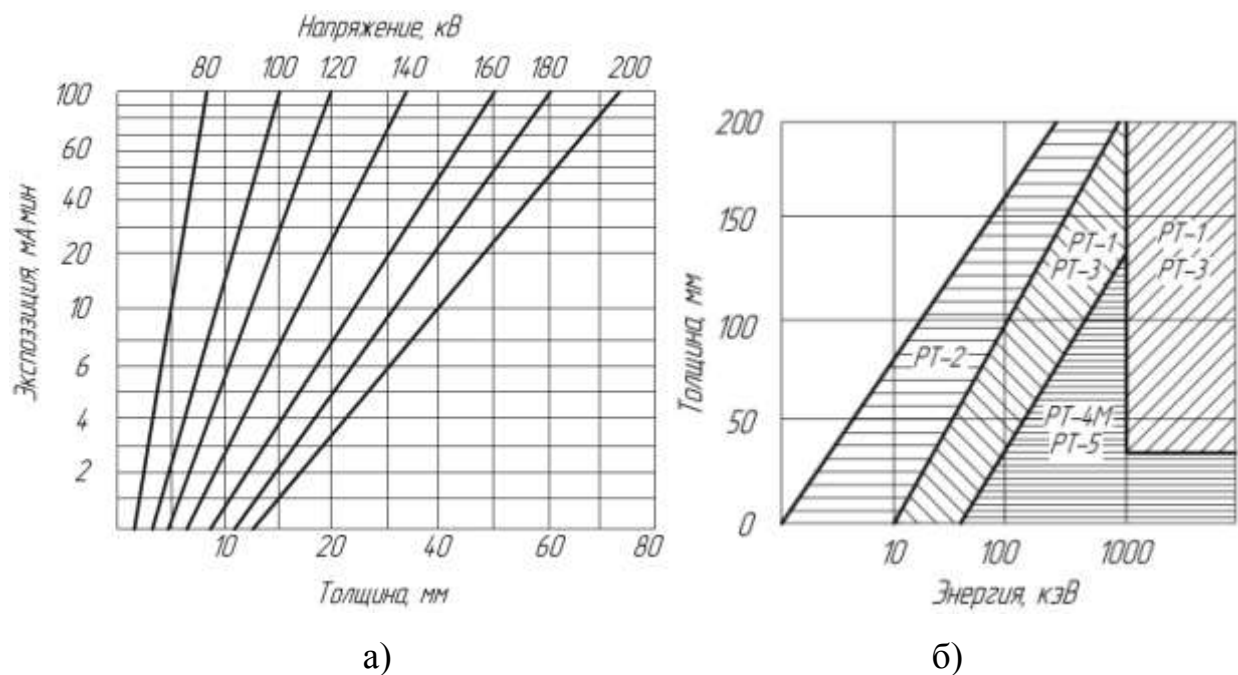 Напряжение, кВ
80 100 120 140 160 180 200
100
60
40
20
10
6
4
2
Экспоззиция, мА мин
10 20 40 60 80
Толщина, мм
а)
200
150
100
50
0
Толщина, мм
РТ-2
РТ-1
РТ-3
РТ-1
РТ-3
РТ-4М
РТ-5
10 100 1000
Энергия, кэВ
б)